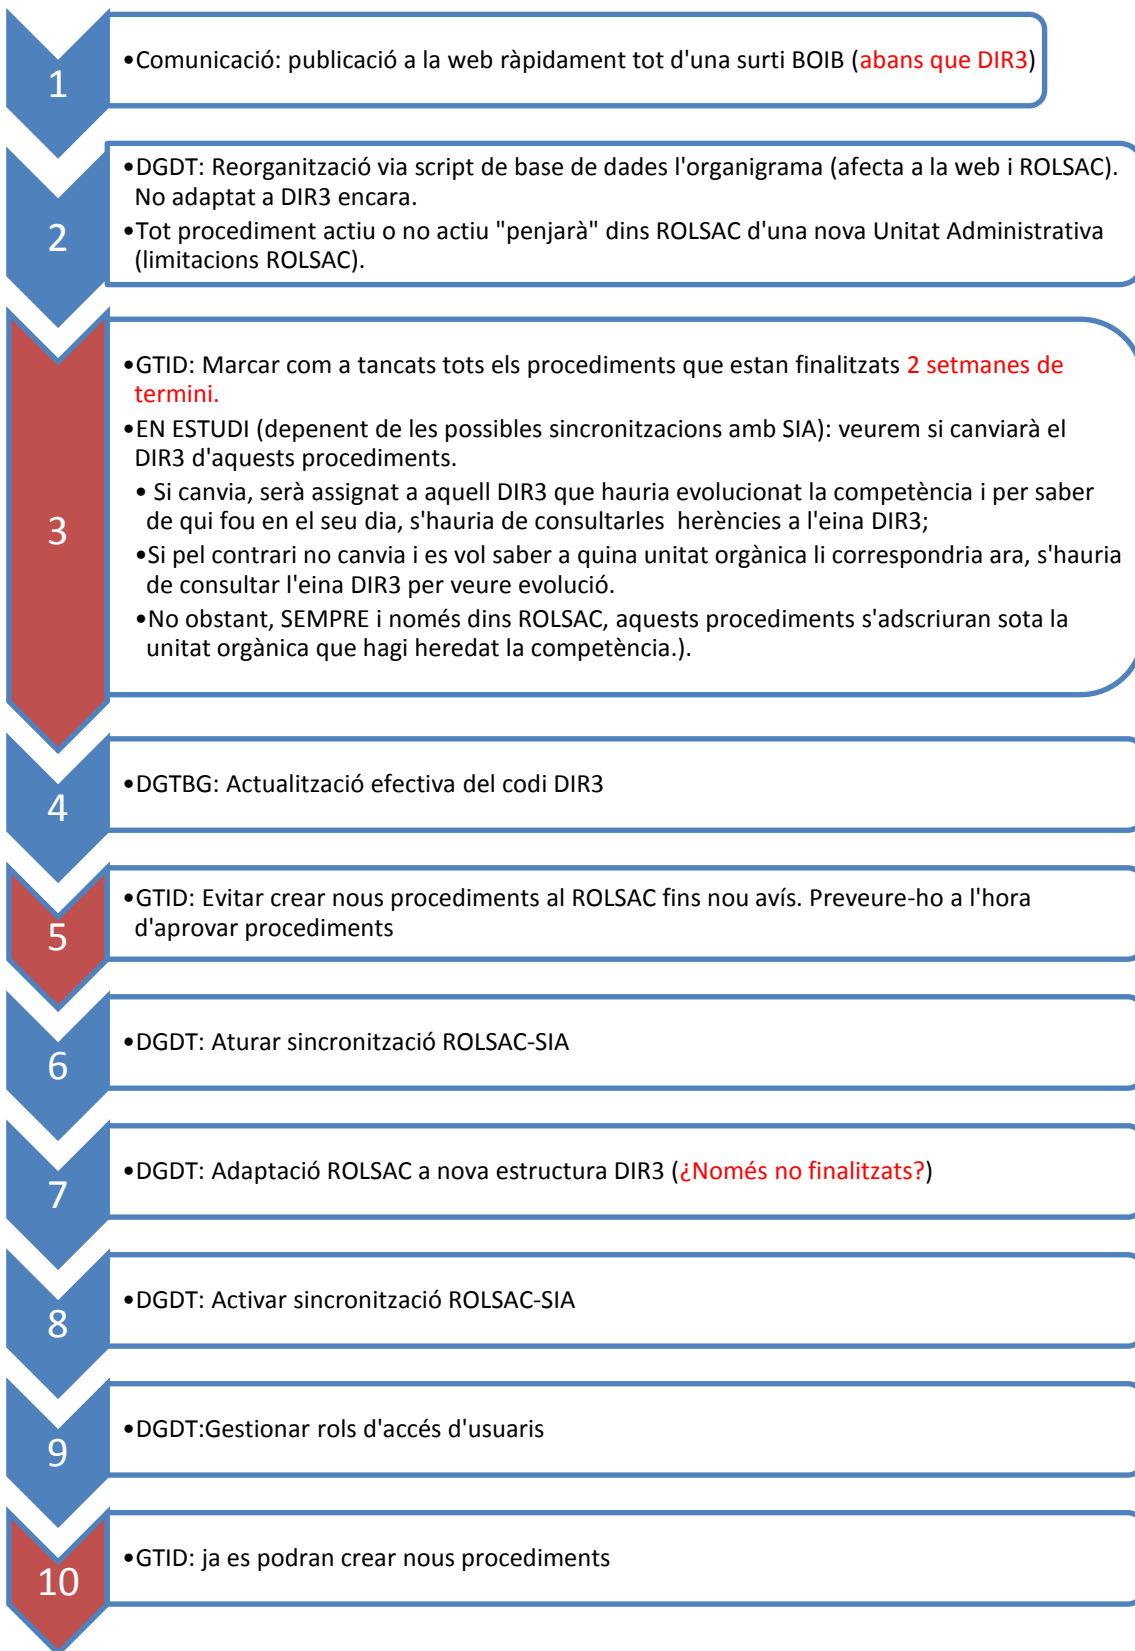 1
•Comunicació: publicació a la web ràpidament tot d'una surti BOIB (abans que DIR3)
2
•DGDT: Reorganització via script de base de dades l'organigrama (afecta a la web i ROLSAC).
No adaptat a DIR3 encara.
•Tot procediment actiu o no actiu "penjarà" dins ROLSAC d'una nova Unitat Administrativa
(limitacions ROLSAC).
3
•GTID: Marcar com a tancats tots els procediments que estan finalitzats 2 setmanes de
termini.
•EN ESTUDI (depenent de les possibles sincronitzacions amb SIA): veurem si canviarà el
DIR3 d'aquests procediments.
• Si canvia, serà assignat a aquell DIR3 que hauria evolucionat la competència i per saber
de qui fou en el seu dia, s'hauria de consultarles  herències a l'eina DIR3;
•Si pel contrari no canvia i es vol saber a quina unitat orgànica li correspondria ara, s'hauria
de consultar l'eina DIR3 per veure evolució.
•No obstant, SEMPRE i només dins ROLSAC, aquests procediments s'adscriuran sota la
unitat orgànica que hagi heredat la competència.).
4
•DGTBG: Actualització efectiva del codi DIR3
5
•GTID: Evitar crear nous procediments al ROLSAC fins nou avís. Preveure-ho a l'hora
d'aprovar procediments
6
•DGDT: Aturar sincronització ROLSAC-SIA
7
•DGDT: Adaptació ROLSAC a nova estructura DIR3 (¿Només no finalitzats?)
8
•DGDT: Activar sincronització ROLSAC-SIA
9
•DGDT:Gestionar rols d'accés d'usuaris
10
•GTID: ja es podran crear nous procediments